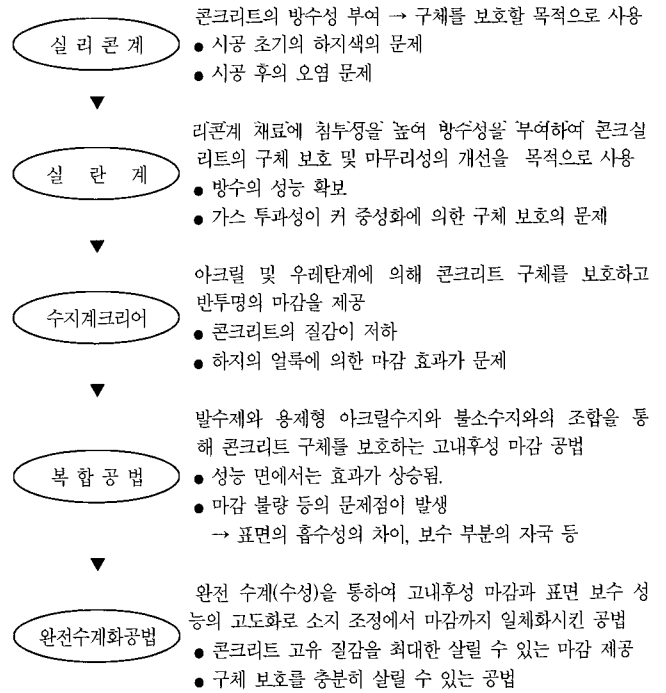 실리콘계
콘크리트의 방수성 부여 → 구체를 보호할 목적으로 사용
● 시공 초기의 하지색의 문제
● 시공 후의 오염 문제
▼
실 란 계
리콘계 재료에 침투성을 높여 방수성을 부여하여 콘크실
리트의 구체 보호 및 마무리성의 개선을 목적으로 사용
● 방수의 성능 확보
● 가스 투과성이 커 중성화에 의한 구체 보호의 문제
▼
수지계크리어
아크릴 및 우레탄계에 의해 콘크리트 구체를 보호하고
반투명의 마감을 제공
● 콘크리트의 질감이 저하
● 하지의 얼룩에 의한 마감 효과가 문제
▼
복합공법
발수제와 용제형 아크릴수지와 불소수지와의 조합을 통
해 콘크리트 구체를 보호하는 고내후성 마감 공법
● 성능 면에서는 효과가 상승됨.
● 마감 불량 등의 문제점이 발생
→ 표면의 흡수성의 차이, 보수 부분의 자국 등
▼
완전수계화공법
완전 수계(수성)을 통하여 고내후성 마감과 표면 보수 성
능의 고도화로 소지 조정에서 마감까지 일체화시킨 공법
● 콘크리트 고유 질감을 최대한 살릴 수 있는 마감 제공
● 구체 보호를 충분히 살릴 수 있는 공법